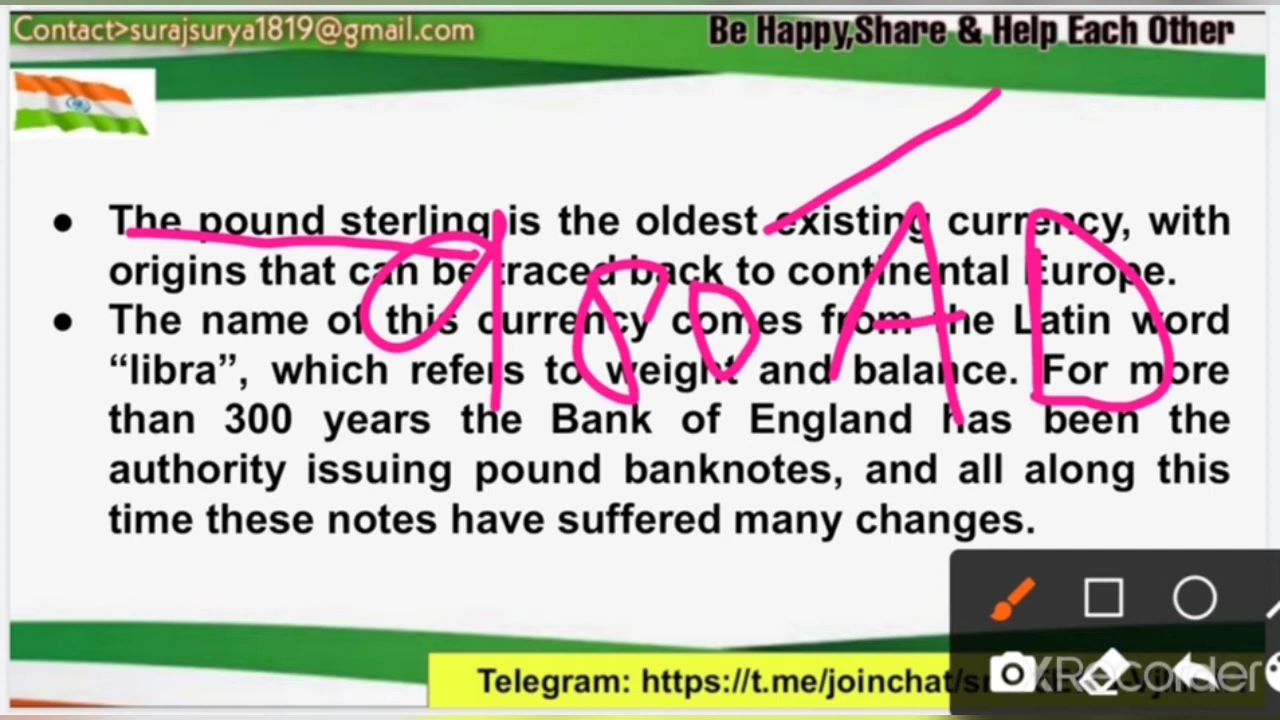 Contact>surajsurya1819@gmail.com
Be Happy,Share & Help Each Other
● The pound sterling is the oldest existing currency, with
origins that can be traced back to continental Europe.
● The name of this currency comes from the Latin word
“libra”, which refers to weight and balance. For more
than 300 years the Bank of England has been the
authority issuing pound banknotes, and all along this
time these notes have suffered many changes.
AD
Telegram: https://t.me/joinchat/
XRecorder